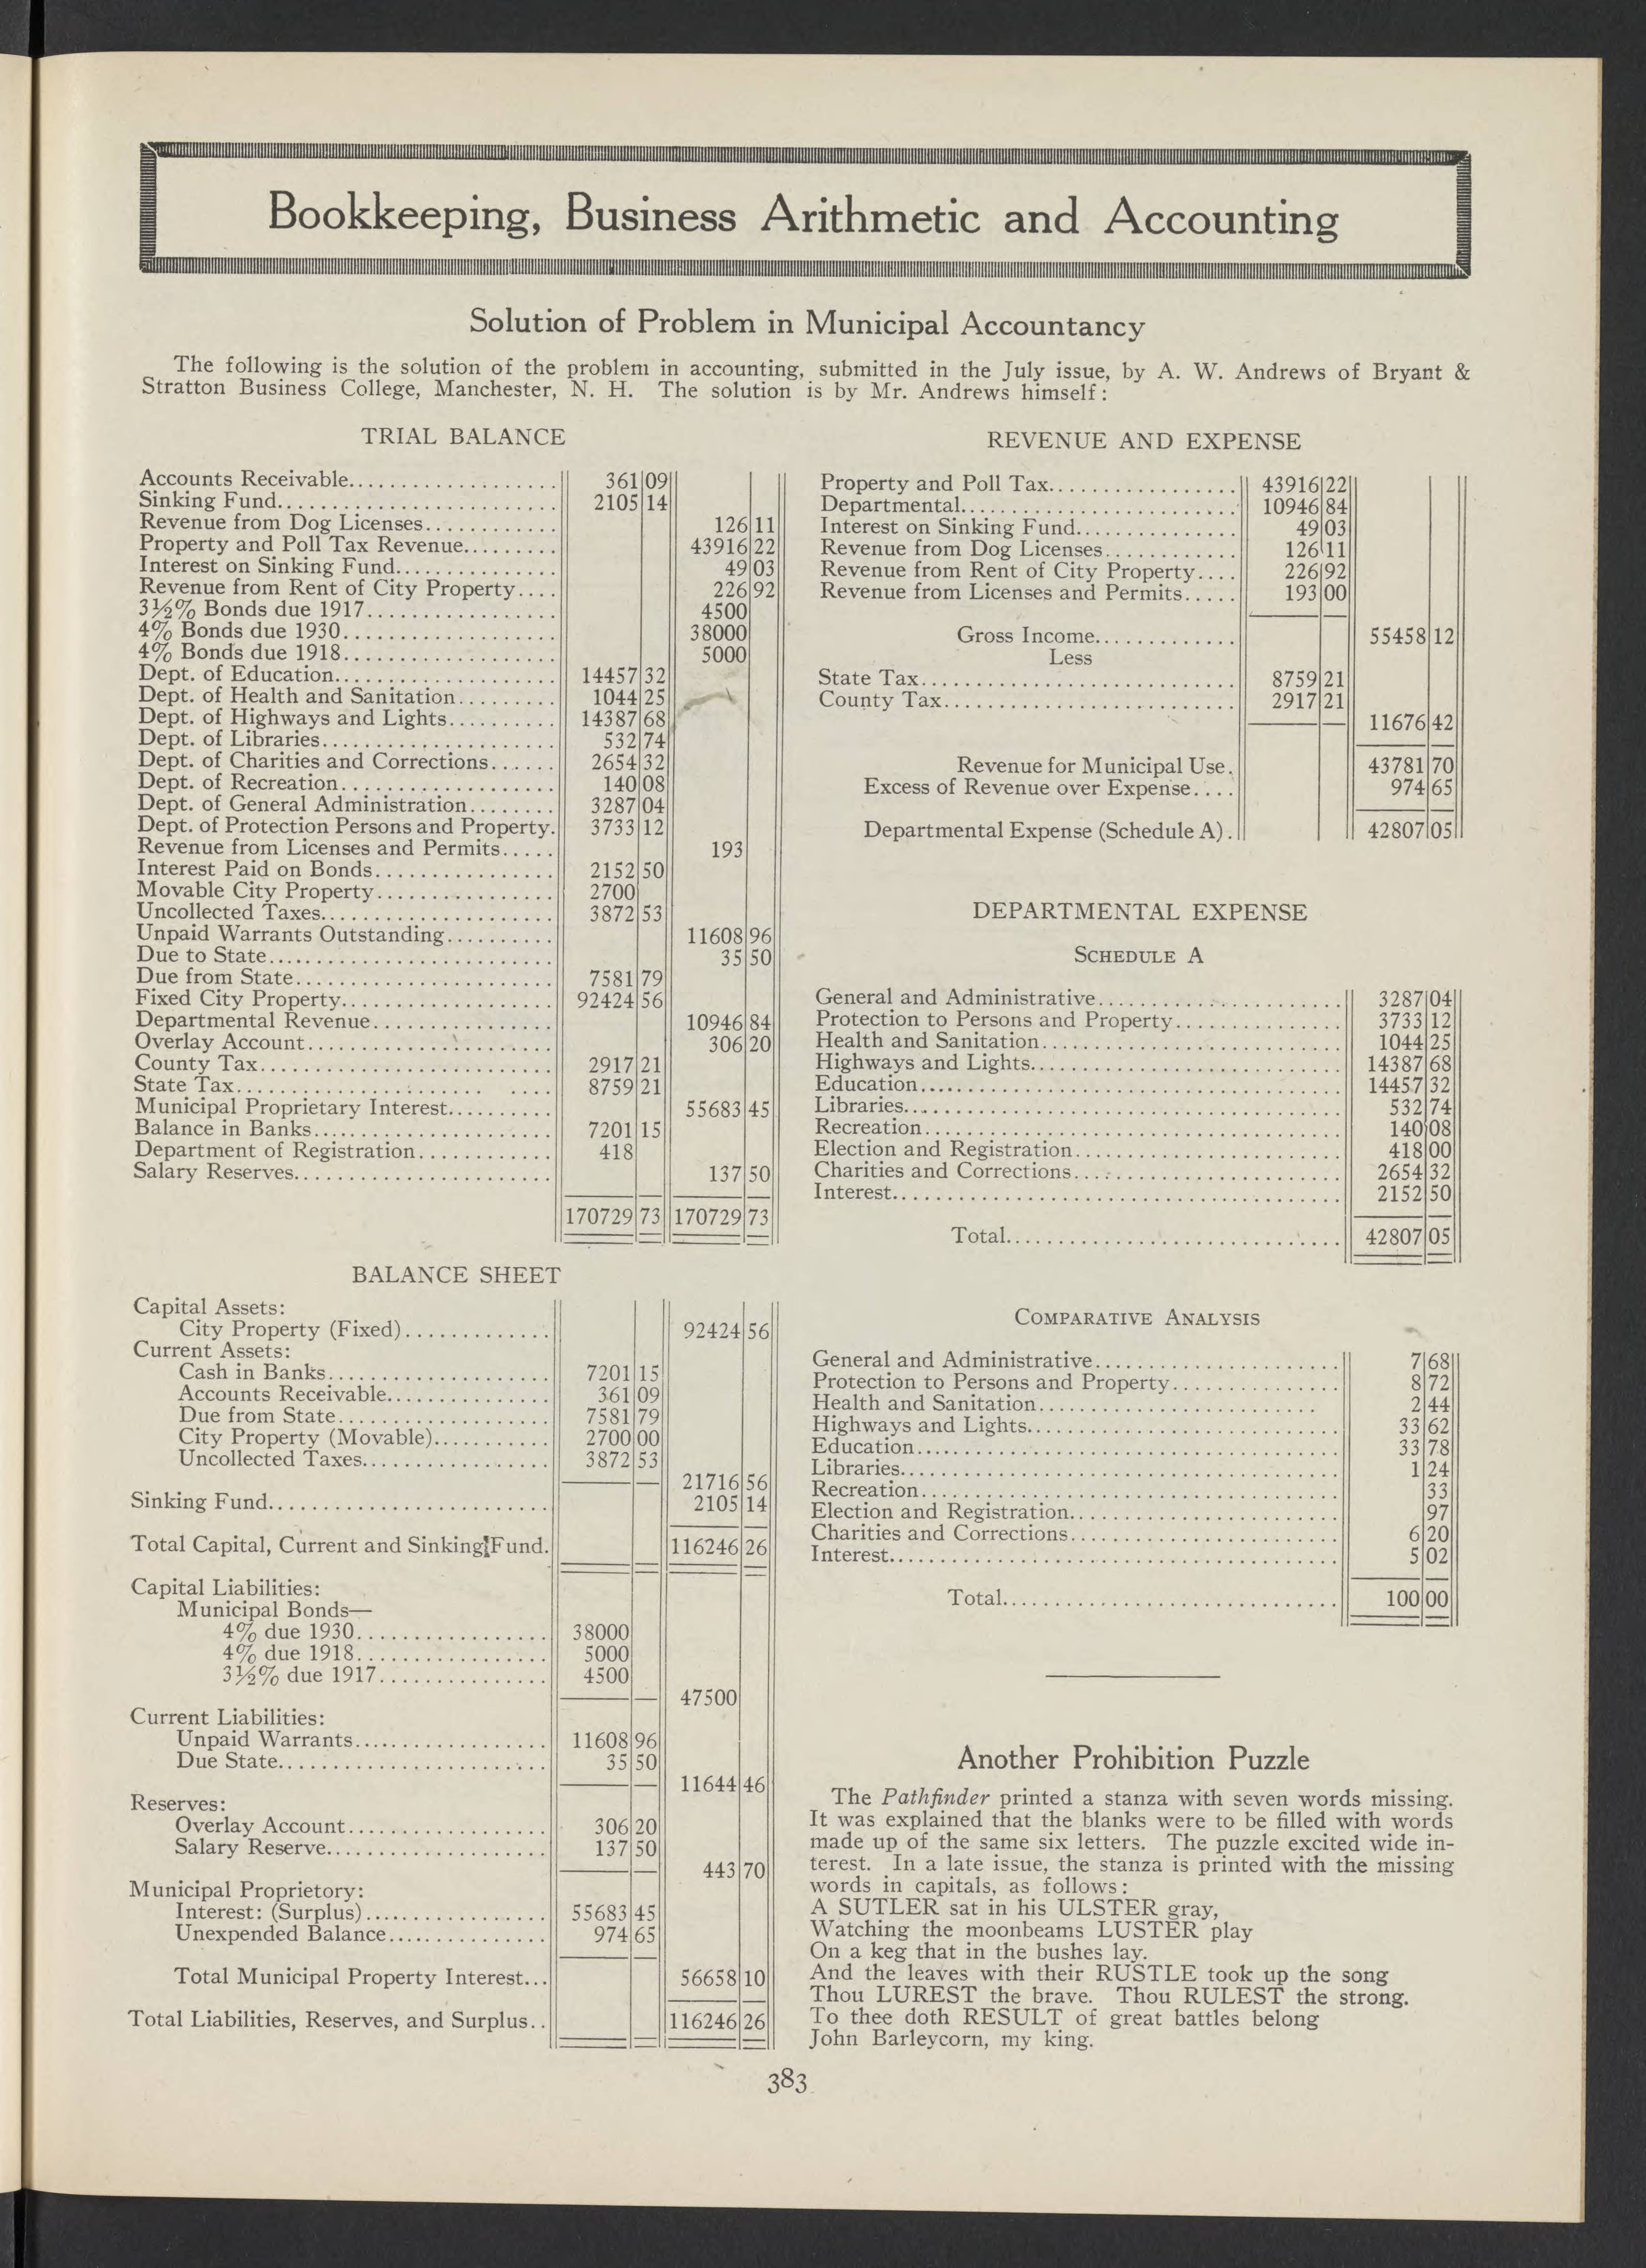 Bookkeeping, Business Arithmetic and Accounting
Solution of Problem in Municipal Accountancy
The following is the solution of the problem in accounting, submitted in the July issue, by A. W. Andrews of Bryant &
Stratton Business College, Manchester, N. H. The solution is by Mr. Andrews himself:
TRIAL BALANCE
Accounts Receivable.................... 361 09
Sinking Fund.......................... 2105 14
Revenue from Dog Licenses............ 126 11
Property and Poll Tax Revenue......... 43916 22
Interest on Sinking Fund............... 49 03
Revenue from Rent of City Property.... 226 92
3½% Bonds due 1917.................. 4500
4% Bonds due 1930.................... 38000
4% Bonds due 1918.................... 5000
Dept. of Education..................... 14457 32
Dept. of Health and Sanitation......... 1044 25
Dept. of Highways and Lights.......... 14387 68
Dept. of Libraries...................... 532 74
Dept. of Charities and Corrections...... 2654 32
Dept. of Recreation.................... 140 08
Dept. of General Administration........ 3287 04
Dept. of Protection Persons and Property. 3733 12
Revenue from Licenses and Permits..... 193
Interest Paid on Bonds................. 2152 50
Movable City Property................. 2700
Uncollected Taxes...................... 3872 53
Unpaid Warrants Outstanding.......... 11608 96
Due to State........................... 35 50
Due from State........................ 7581 79
Fixed City Property.................... 92424 56
Departmental Revenue................. 10946 84
Overlay Account....................... 306 20
County Tax............................ 2917 21
State Tax............................. 8759 21
Municipal Proprietary Interest.......... 55683 45
Balance in Banks....................... 7201 15
Department of Registration............. 418
Salary Reserves........................ 137 50
170729 73 170729 73
BALANCE SHEET
Capital Assets:
City Property (Fixed)............. 92424 56
Current Assets:
Cash in Banks..................... 7201 15
Accounts Receivable............... 361 09
Due from State.................... 7581 79
City Property (Movable)........... 2700 00
Uncollected Taxes................. 3872 53
21716 56
Sinking Fund.......................... 2105 14
Total Capital, Current and Sinking Fund. 116246 26
Capital Liabilities:
Municipal Bonds—
4% due 1930.................. 38000
4% due 1918.................. 5000
3½% due 1917................ 4500
47500
Current Liabilities:
Unpaid Warrants.................. 11608 96
Due State......................... 35 50
11644 46
Reserves:
Overlay Account................... 306 20
Salary Reserve..................... 137 50
443 70
Municipal Proprietory:
Interest: (Surplus)................. 55683 45
Unexpended Balance............... 974 65
Total Municipal Property Interest... 56658 10
Total Liabilities, Reserves, and Surplus.. 116246 26
REVENUE AND EXPENSE
Property and Poll Tax.................. 43916 22
Departmental.......................... 10946 84
Interest on Sinking Fund............... 49 03
Revenue from Dog Licenses............ 126 11
Revenue from Rent of City Property.... 226 92
Revenue from Licenses and Permits..... 193 00
Gross Income............. 55458 12
Less
State Tax.............................. 8759 21
County Tax............................ 2917 21
11676 42
Revenue for Municipal Use. 43781 70
Excess of Revenue over Expense.... 974 65
Departmental Expense (Schedule A). 42807 05
DEPARTMENTAL EXPENSE
SCHEDULE A
General and Administrative....................... 3287 04
Protection to Persons and Property............... 3733 12
Health and Sanitation............................ 1044 25
Highways and Lights............................. 14387 68
Education........................................ 14457 32
Libraries......................................... 532 74
Recreation....................................... 140 08
Election and Registration......................... 418 00
Charities and Corrections......................... 2654 32
Interest.......................................... 2152 50
Total............................... 42807 05
COMPARATIVE ANALYSIS
General and Administrative....................... 7 68
Protection to Persons and Property............... 8 72
Health and Sanitation.......................... 2 44
Highways and Lights............................. 33 62
Education........................................ 33 78
Libraries......................................... 1 24
Recreation....................................... 33
Election and Registration......................... 97
Charities and Corrections......................... 6 20
Interest.......................................... 5 02
Total............................... 100 00
Another Prohibition Puzzle
The Pathfinder printed a stanza with seven words missing.
It was explained that the blanks were to be filled with words
made up of the same six letters. The puzzle excited wide in-
terest. In a late issue, the stanza is printed with the missing
words in capitals, as follows:
A SUTLER sat in his ULSTER gray,
Watching the moonbeams LUSTER play
On a keg that in the bushes lay.
And the leaves with their RUSTLE took up the song
Thou LUREST the brave. Thou RULEST the strong.
To thee doth RESULT of great battles belong
John Barleycorn, my king.
383